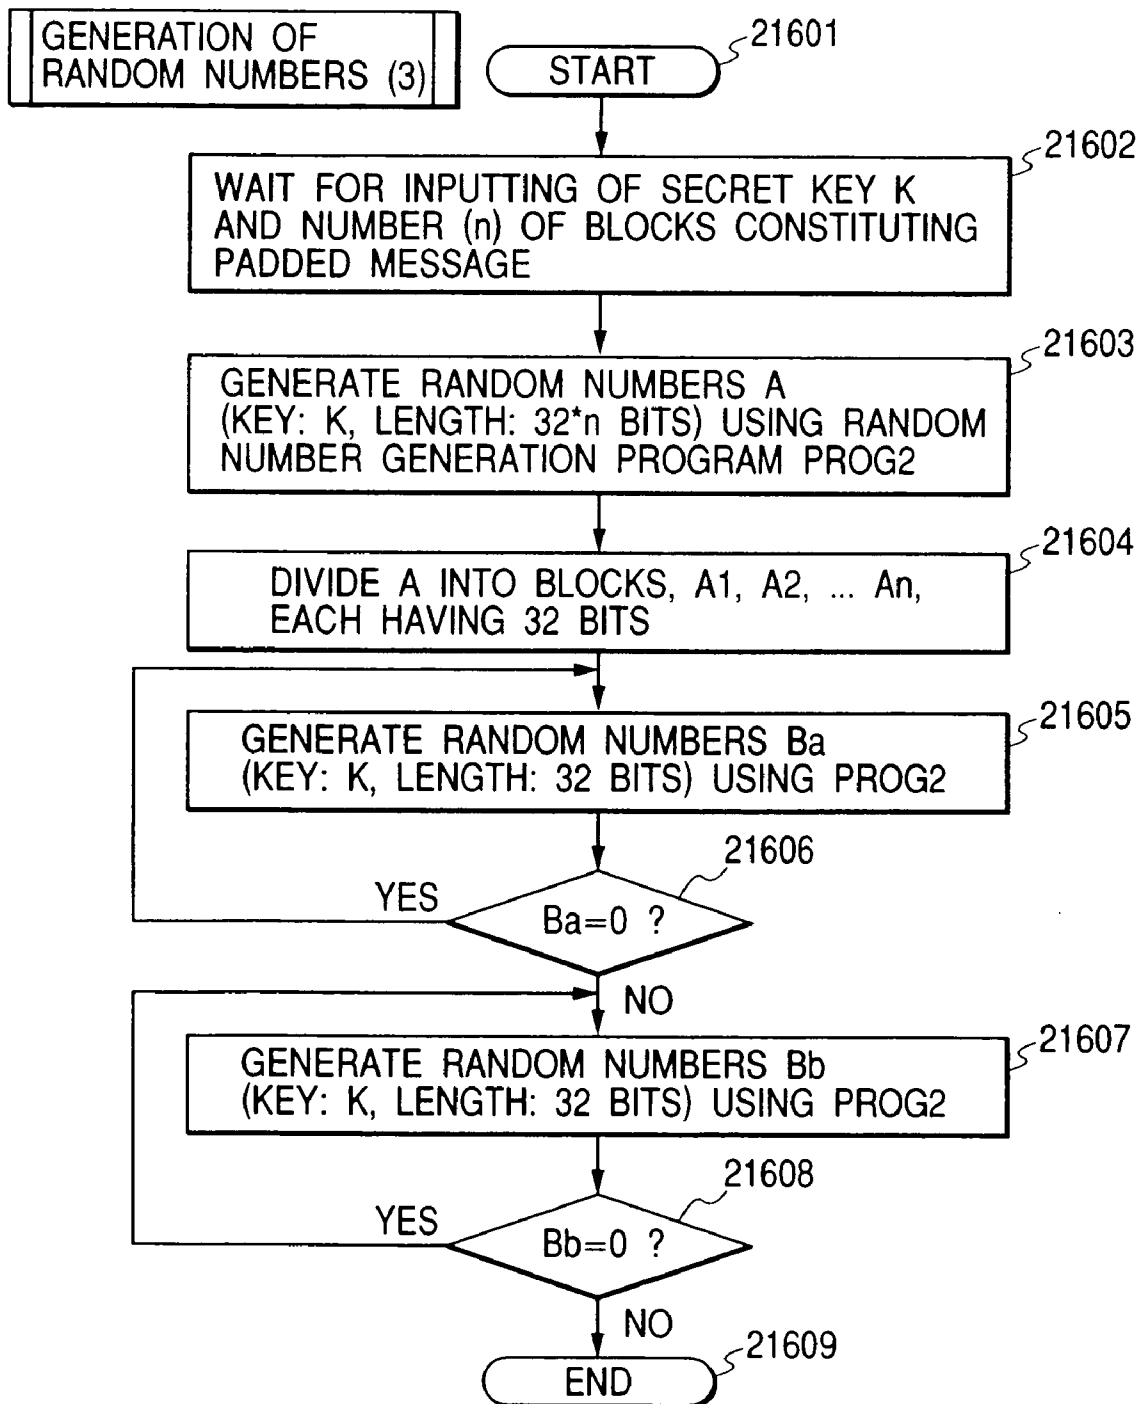 GENERATION OF
RANDOM NUMBERS (3)
START
21601
21602
WAIT FOR INPUTTING OF SECRET KEY K
AND NUMBER (n) OF BLOCKS CONSTITUTING
PADDED MESSAGE
21603
GENERATE RANDOM NUMBERS A
(KEY: K, LENGTH: 32*n BITS) USING RANDOM
NUMBER GENERATION PROGRAM PROG2
21604
DIVIDE A INTO BLOCKS, A1, A2, ... An,
EACH HAVING 32 BITS
21605
GENERATE RANDOM NUMBERS Ba
(KEY: K, LENGTH: 32 BITS) USING PROG2
21606
YES
Ba=0 ?
NO
21607
GENERATE RANDOM NUMBERS Bb
(KEY: K, LENGTH: 32 BITS) USING PROG2
21608
YES
Bb=0 ?
NO
21609
END